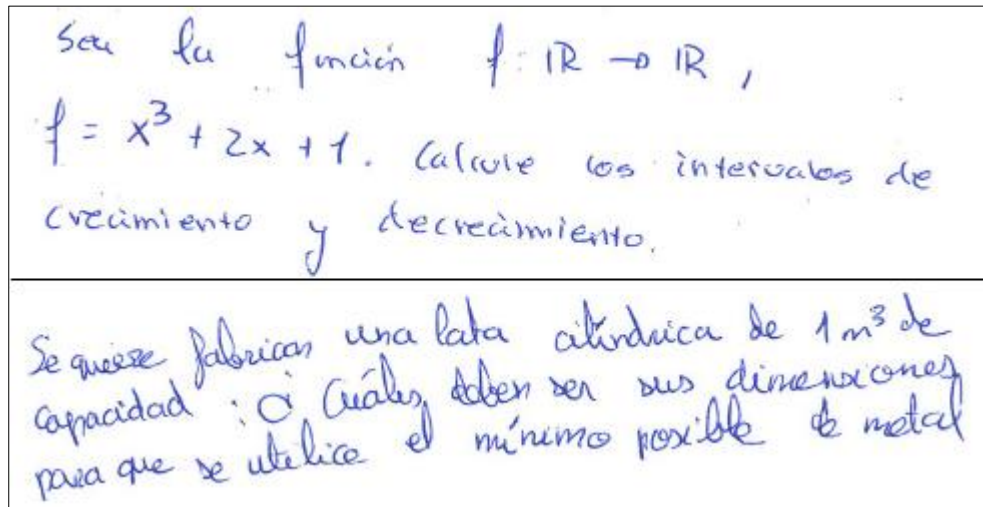 Sea la función f: ℝ → ℝ,
f = x³ + 2x + 1. Calcule los intervalos de
crecimiento y decrecimiento.
Se quiere fabricar una lata cilíndrica de 1 m³ de
capacidad : ¿ Cuáles deben ser sus dimensiones
para que se utilice el mínimo posible de metal